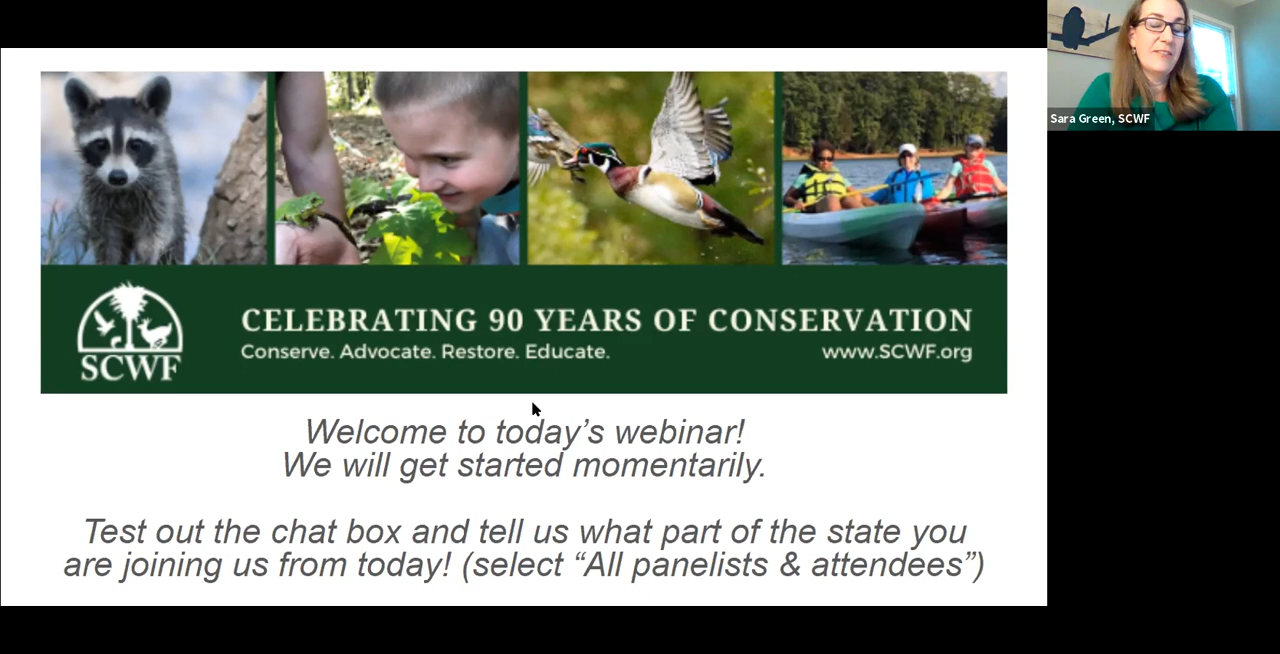 Sara Green, SCWF
SCWF
CELEBRATING 90 YEARS OF CONSERVATION
Conserve. Advocate. Restore. Educate.
www.SCWF.org
Welcome to today’s webinar!
We will get started momentarily.
Test out the chat box and tell us what part of the state you
are joining us from today! (select “All panelists & attendees”)